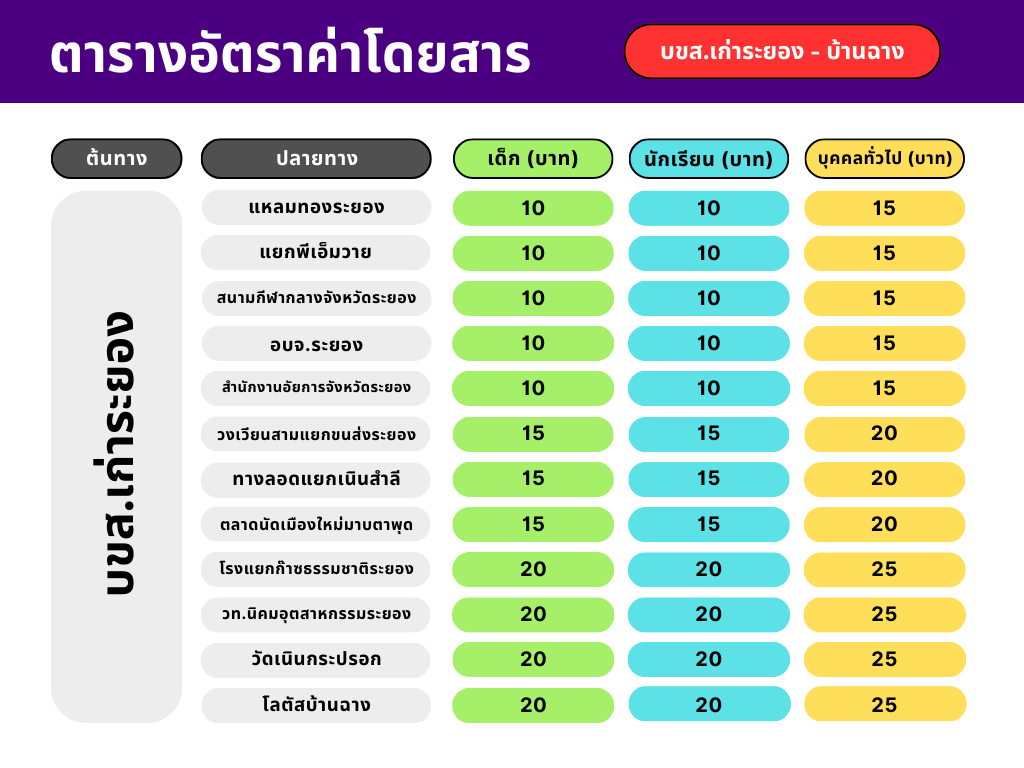 ตารางอัตราค่าโดยสาร
บขส.เก่าระยอง - บ้านฉาง
ต้นทาง ปลายทาง เด็ก (บาท) นักเรียน (บาท) บุคคลทั่วไป (บาท)
บขส.เก่าระยอง
แหลมทองระยอง 10 10 15
แยกพีเอ็มวาย 10 10 15
สนามกีฬากลางจังหวัดระยอง 10 10 15
อบจ.ระยอง 10 10 15
สำนักงานอัยการจังหวัดระยอง 10 10 15
วงเวียนสามแยกขนส่งระยอง 15 15 20
ทางลอดแยกเนินสำลี 15 15 20
ตลาดนัดเมืองใหม่มาบตาพุด 15 15 20
โรงแยกก๊าซธรรมชาติระยอง 20 20 25
วท.นิคมอุตสาหกรรมระยอง 20 20 25
วัดเนินกระปรอก 20 20 25
โลตัสบ้านฉาง 20 20 25